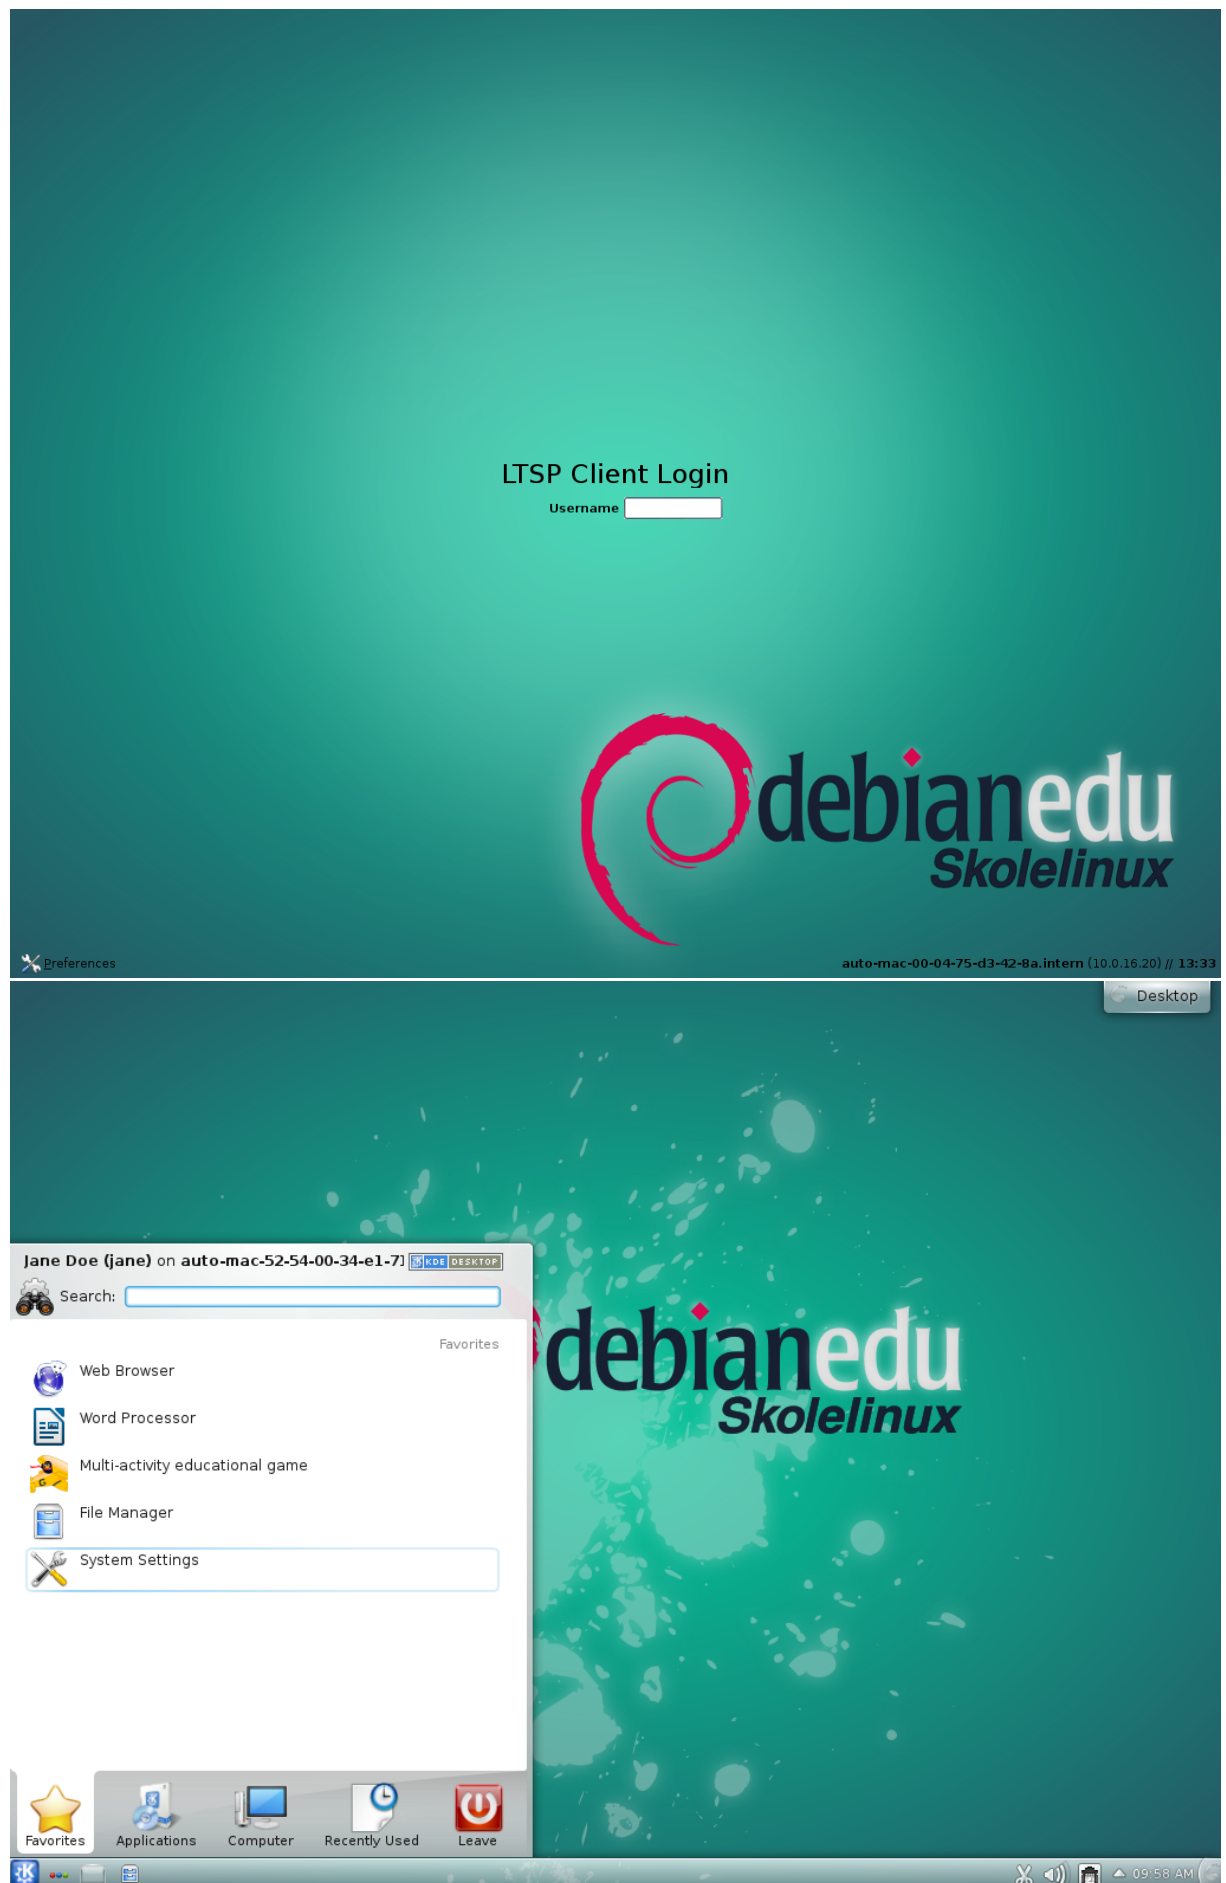 LTSP Client Login
Username
debianedu
Skolelinux
Preferences
auto-mac-00-04-75-d3-42-8a.intern (10.0.16.20) // 13:33
Desktop
Jane Doe (jane) on auto-mac-52-54-00-34-e1-7
KDE DESKTOP
Search:
Favorites
Web Browser
Word Processor
Multi-activity educational game
File Manager
System Settings
debianedu
Skolelinux
Favorites
Applications
Computer
Recently Used
Leave
09:58 AM